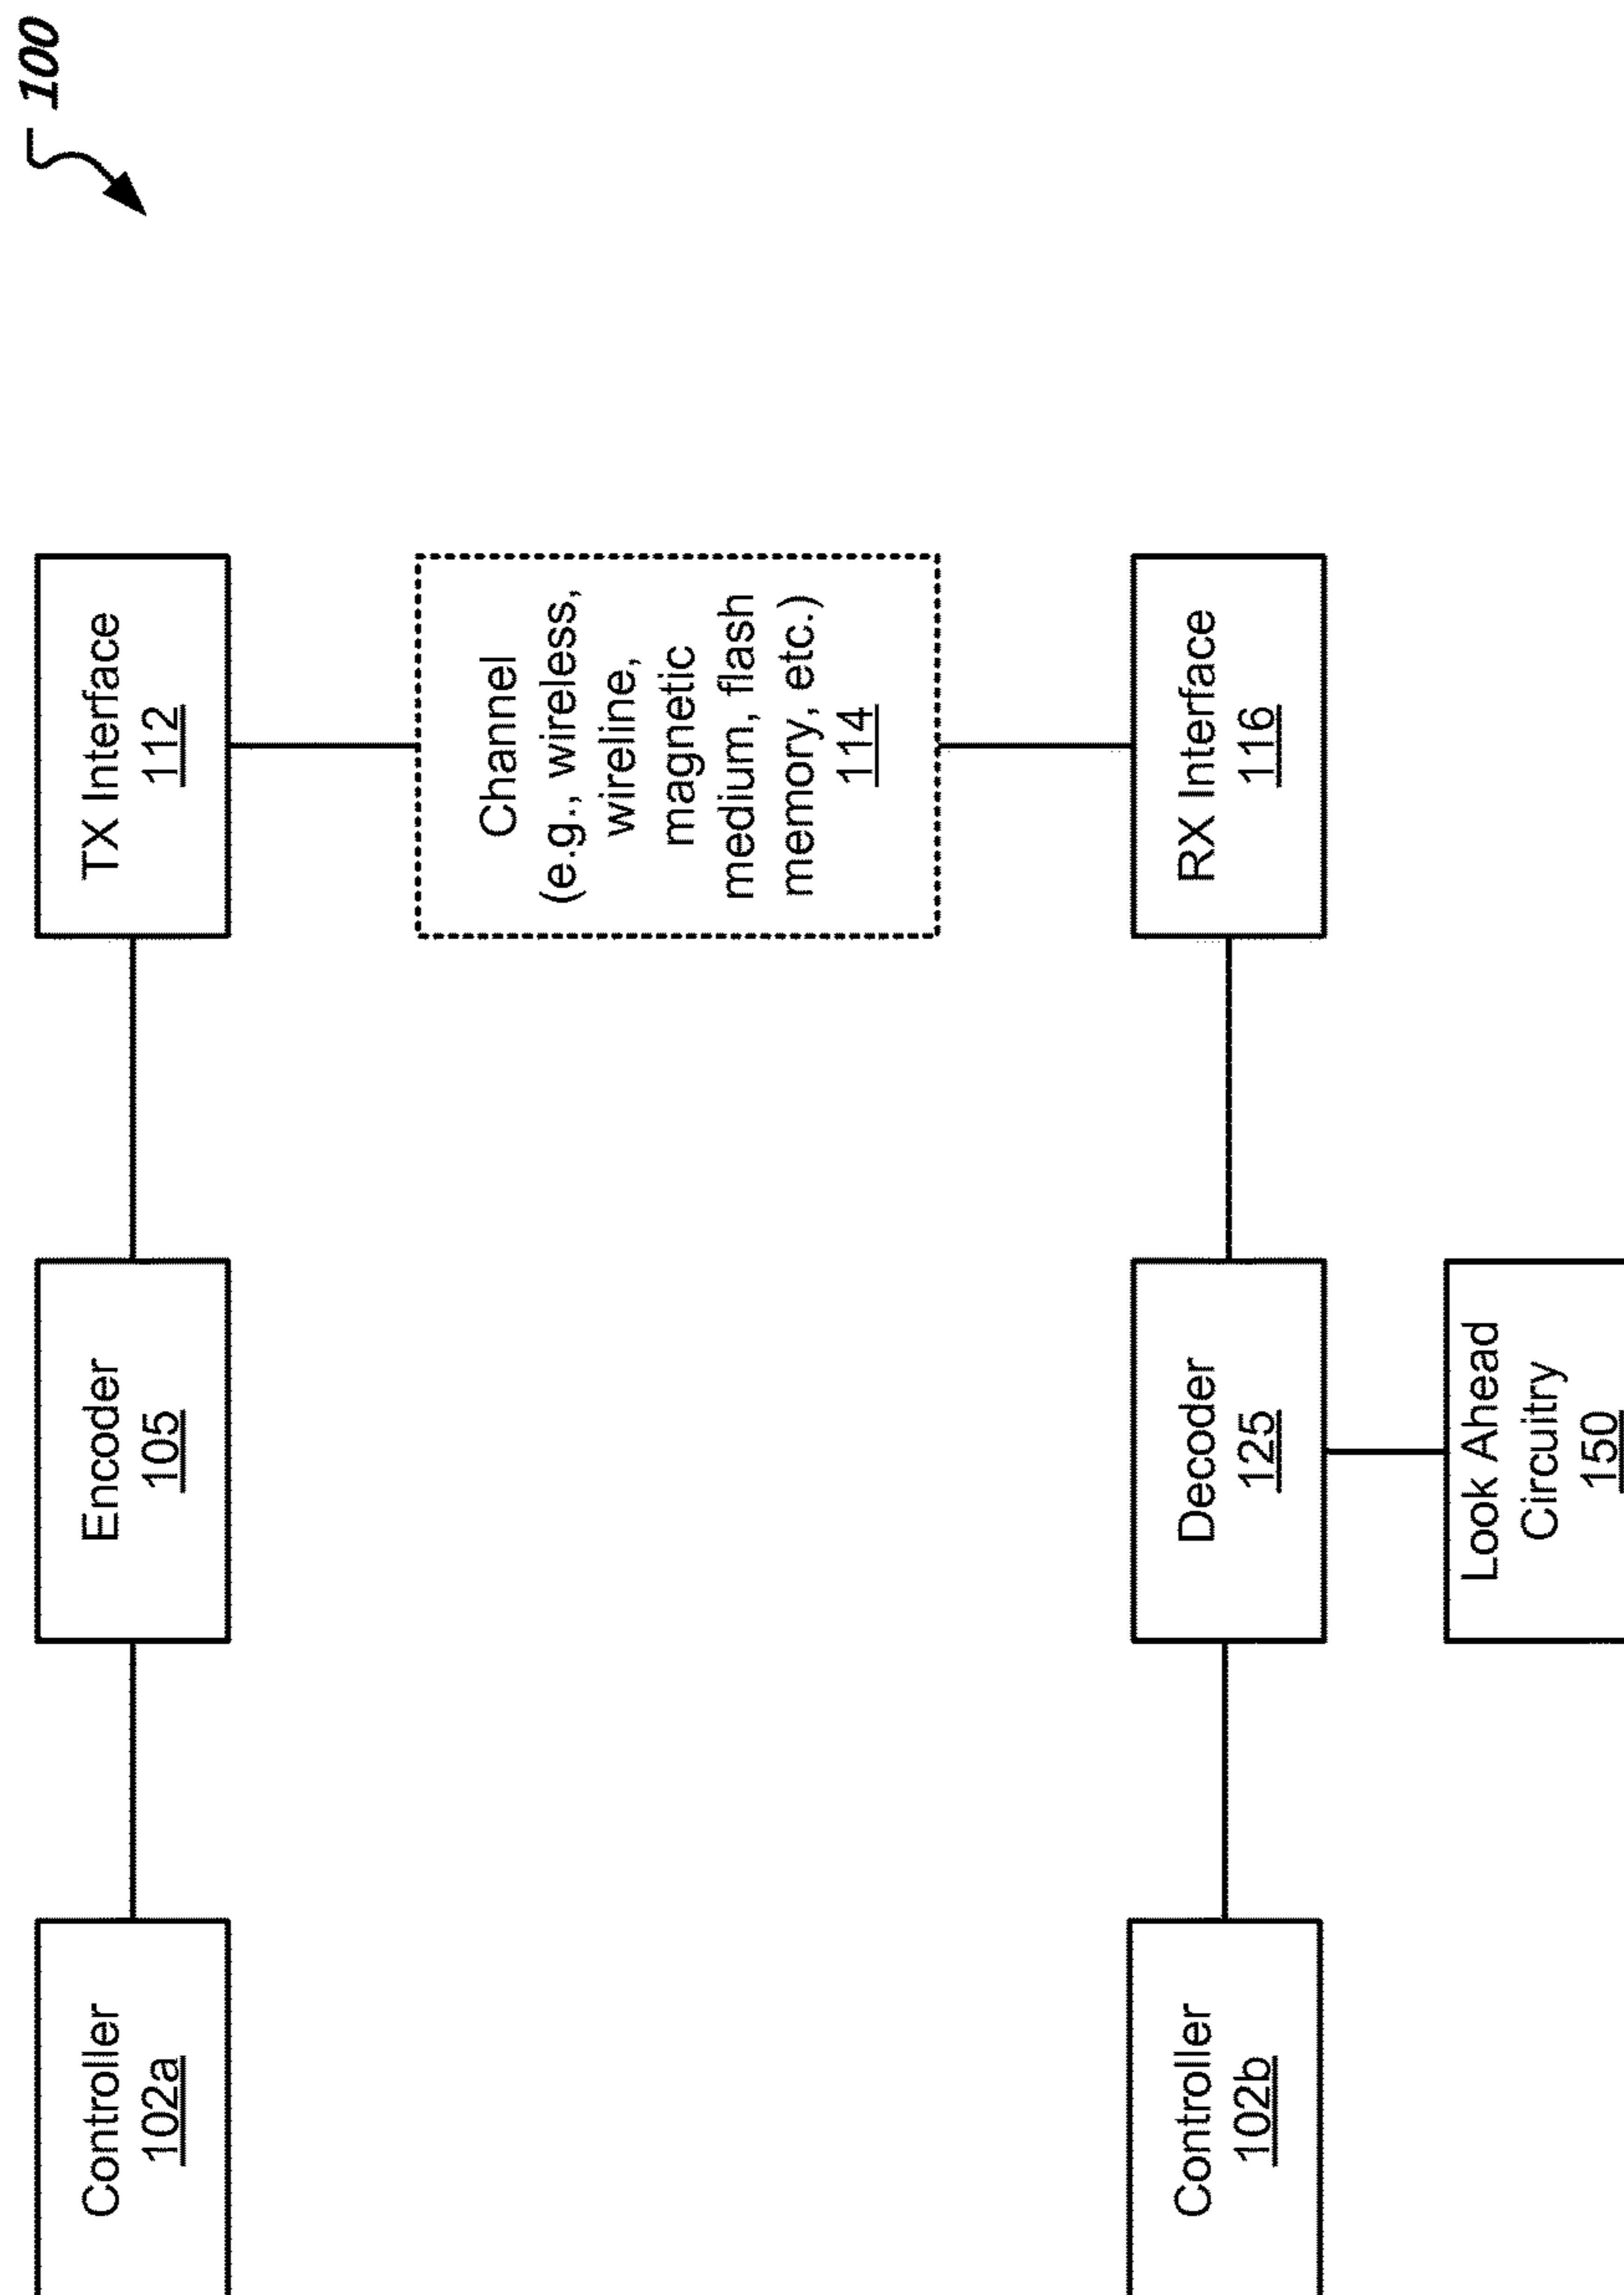 100
Controller
102a
Encoder
105
TX Interface
112
Channel
(e.g., wireless,
wireline,
magnetic
medium, flash
memory, etc.)
114
Controller
102b
Decoder
125
RX Interface
116
Look Ahead
Circuitry
150